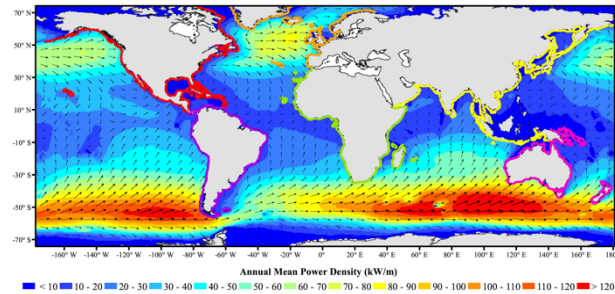 70° N
50° N
30° N
10° N
-10° S
-30° S
-50° S
-70° S
-160° W -140° W -120° W -100° W -80° W -60° W -40° W -20° W 0° 20° E 40° E 60° E 80° E 100° E 120° E 140° E 160° E 180
Annual Mean Power Density (kW/m)
< 10 10 - 20 20 - 30 30 - 40 40 - 50 50 - 60 60 - 70 70 - 80 80 - 90 90 - 100 100 - 110 110 - 120 > 120